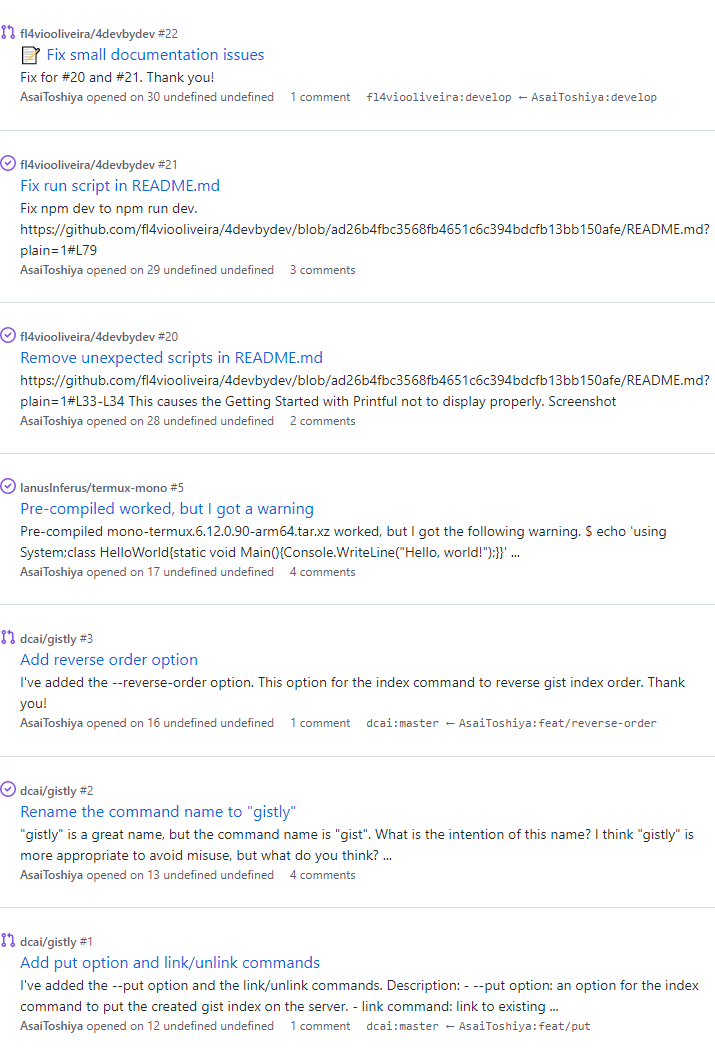 fl4viooliveira/4devbydev #22
📝 Fix small documentation issues
Fix for #20 and #21. Thank you!
AsaiToshiya opened on 30 undefined undefined 1 comment fl4viooliveira:develop ← AsaiToshiya:develop
fl4viooliveira/4devbydev #21
Fix run script in README.md
Fix npm dev to npm run dev.
https://github.com/fl4viooliveira/4devbydev/blob/ad26b4fbc3568fb4651c6c394bdcfb13bb150afe/README.md?
plain=1#L79
AsaiToshiya opened on 29 undefined undefined 3 comments
fl4viooliveira/4devbydev #20
Remove unexpected scripts in README.md
https://github.com/fl4viooliveira/4devbydev/blob/ad26b4fbc3568fb4651c6c394bdcfb13bb150afe/README.md?
plain=1#L33-L34 This causes the Getting Started with Printful not to display properly. Screenshot
AsaiToshiya opened on 28 undefined undefined 2 comments
IanusInferus/termux-mono #5
Pre-compiled worked, but I got a warning
Pre-compiled mono-termux.6.12.0.90-arm64.tar.xz worked, but I got the following warning. $ echo 'using
System;class HelloWorld{static void Main(){Console.WriteLine("Hello, world!");}}' ...
AsaiToshiya opened on 17 undefined undefined 4 comments
dcai/gistly #3
Add reverse order option
I've added the --reverse-order option. This option for the index command to reverse gist index order. Thank
you!
AsaiToshiya opened on 16 undefined undefined 1 comment dcai:master ← AsaiToshiya:feat/reverse-order
dcai/gistly #2
Rename the command name to "gistly"
"gistly" is a great name, but the command name is "gist". What is the intention of this name? I think "gistly" is
more appropriate to avoid misuse, but what do you think? ...
AsaiToshiya opened on 13 undefined undefined 4 comments
dcai/gistly #1
Add put option and link/unlink commands
I've added the --put option and the link/unlink commands. Description: - --put option: an option for the index
command to put the created gist index on the server. - link command: link to existing ...
AsaiToshiya opened on 12 undefined undefined 1 comment dcai:master ← AsaiToshiya:feat/put